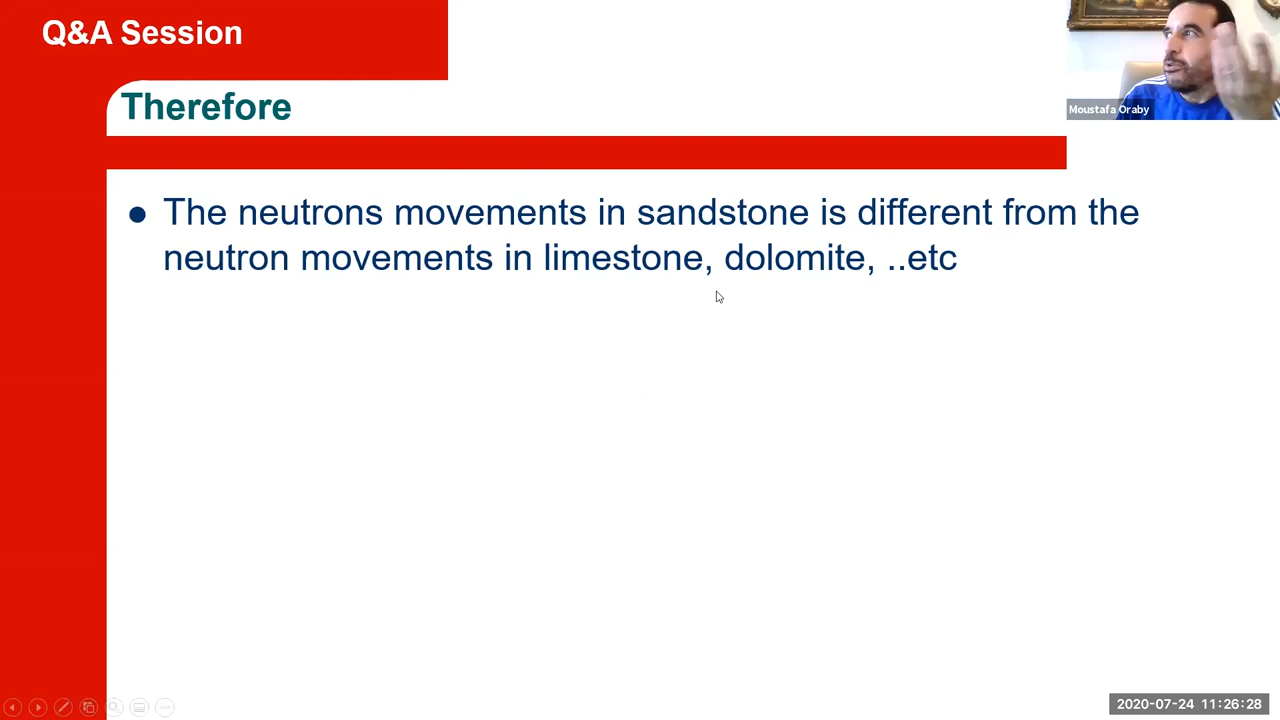 Q&A Session
Therefore
Moustafa Oraby
● The neutrons movements in sandstone is different from the
neutron movements in limestone, dolomite, ..etc
2020-07-24 11:26:28